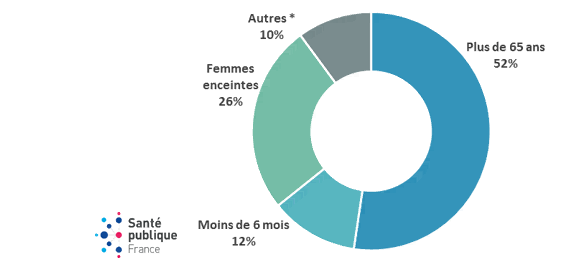 Autres *
10%
Plus de 65 ans
52%
Femmes
enceintes
26%
Moins de 6 mois
12%
Santé
publique
France